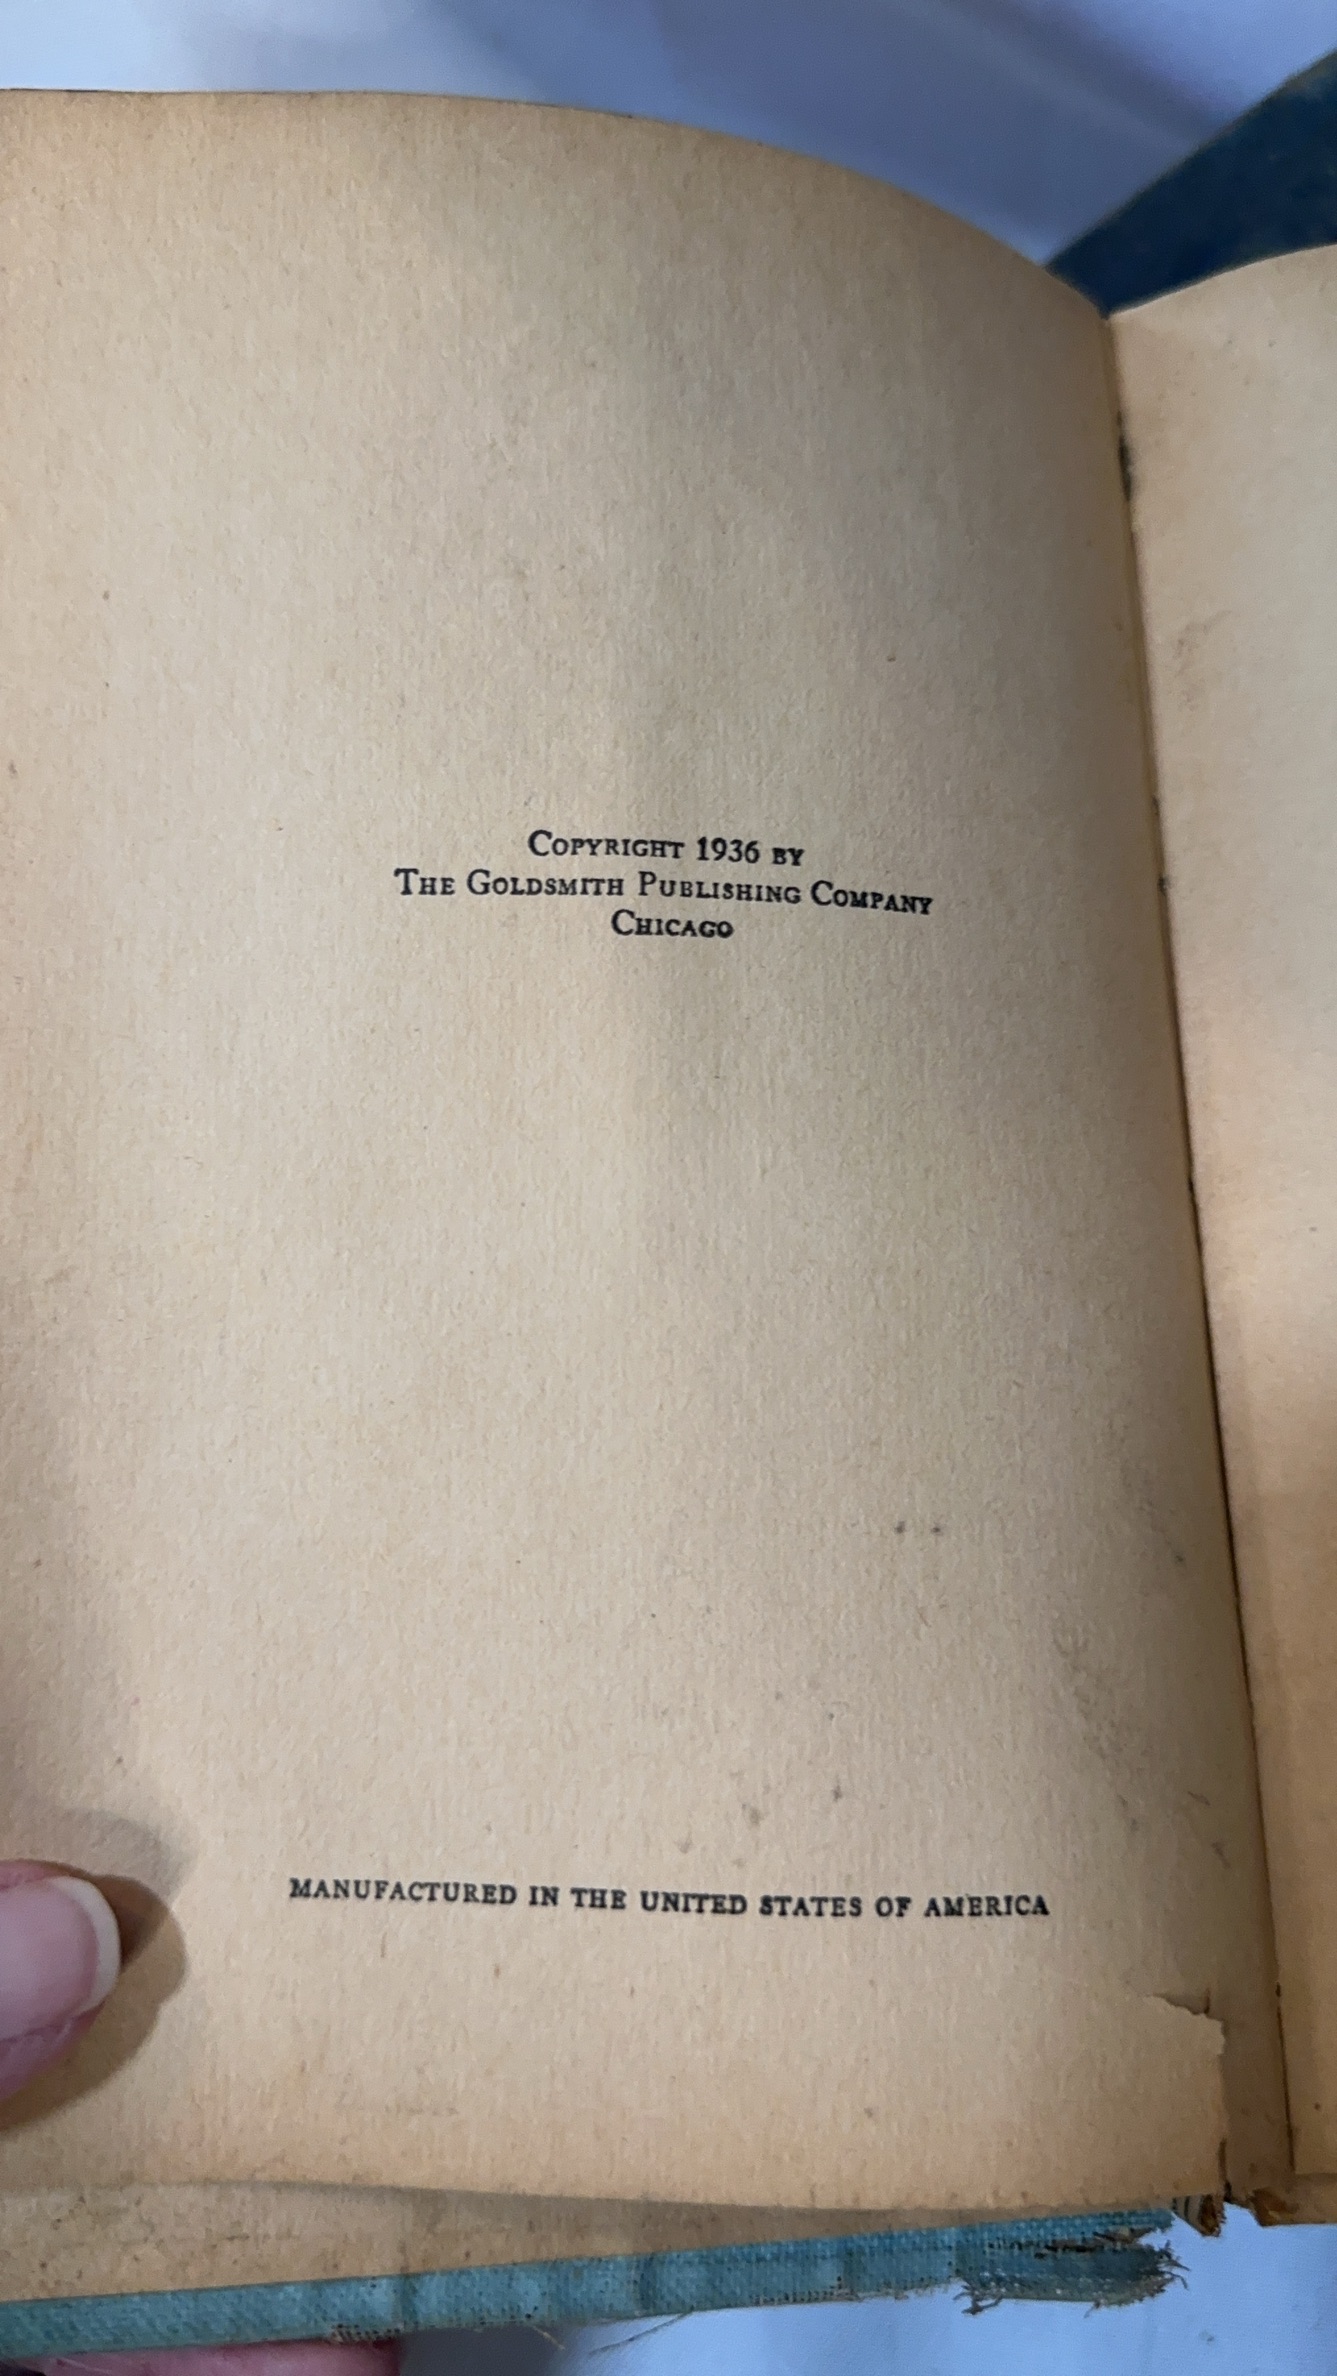 Copyright 1936 by
The Goldsmith Publishing Company
Chicago
MANUFACTURED IN THE UNITED STATES OF AMERICA